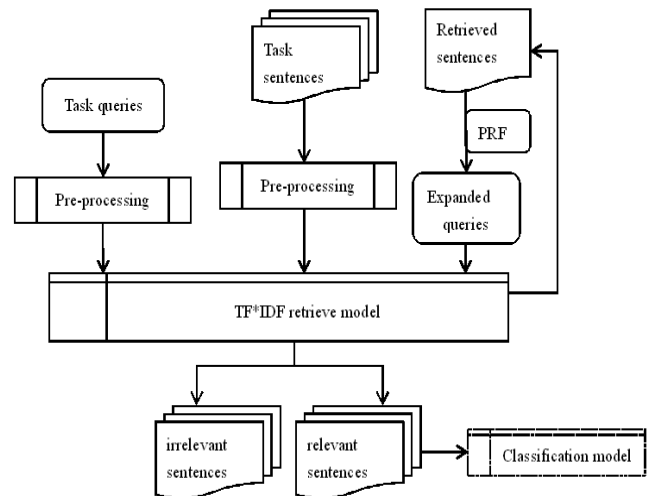 Task
sentences
Retrieved
sentences
Task queries
PRF
Pre-processing
Pre-processing
Expanded
queries
TF*IDF retrieve model
irrelevant
sentences
relevant
sentences
Classification model